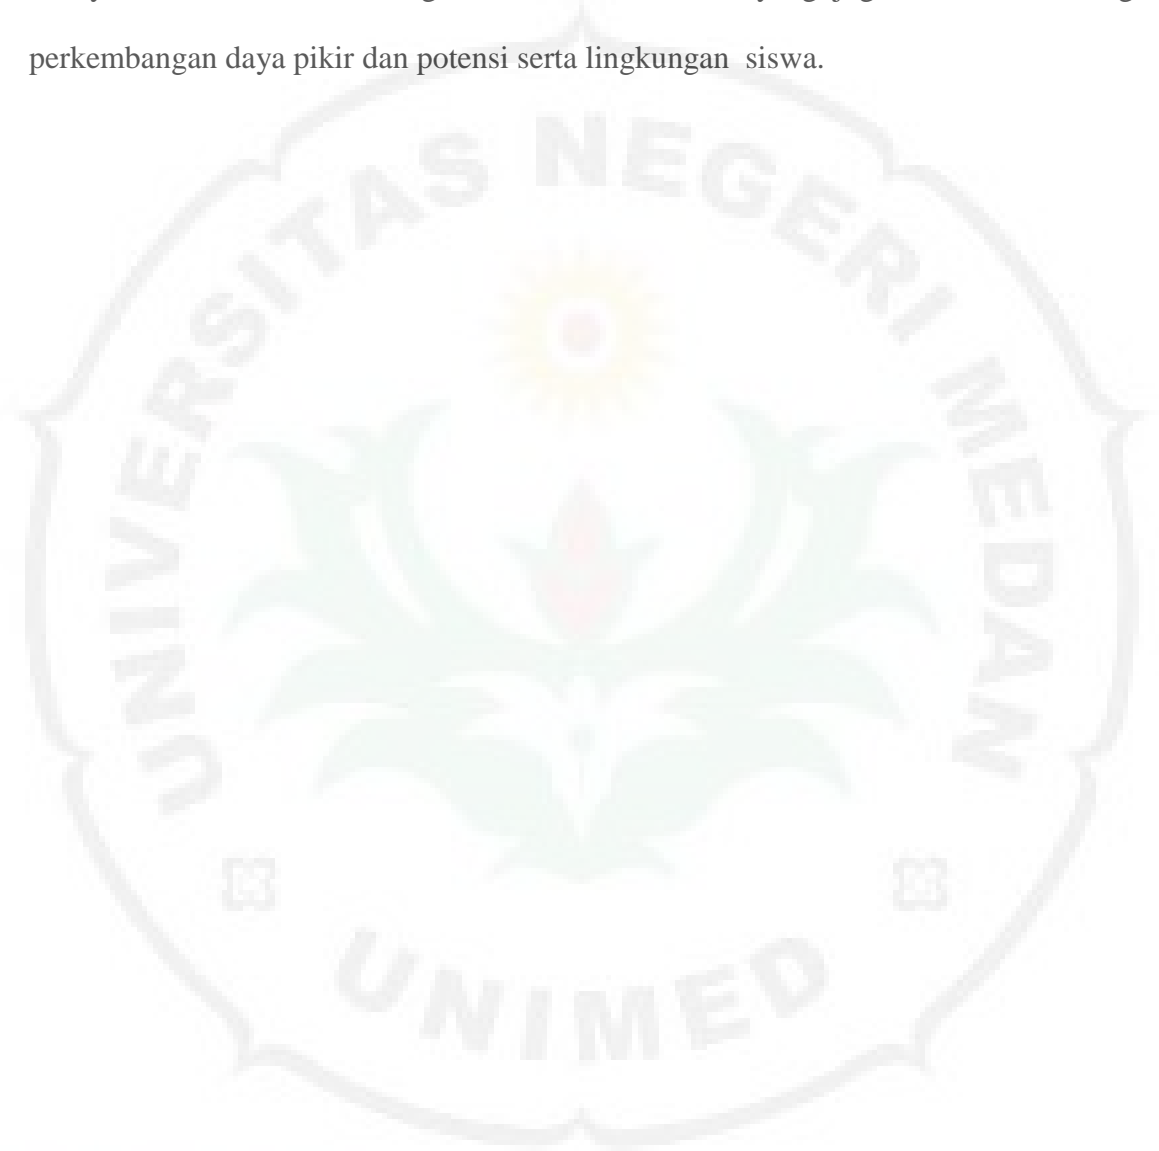 perkembangan daya pikir dan potensi serta lingkungan  siswa.
UNIVERSITAS NEGERI MEDAN
UNIMED